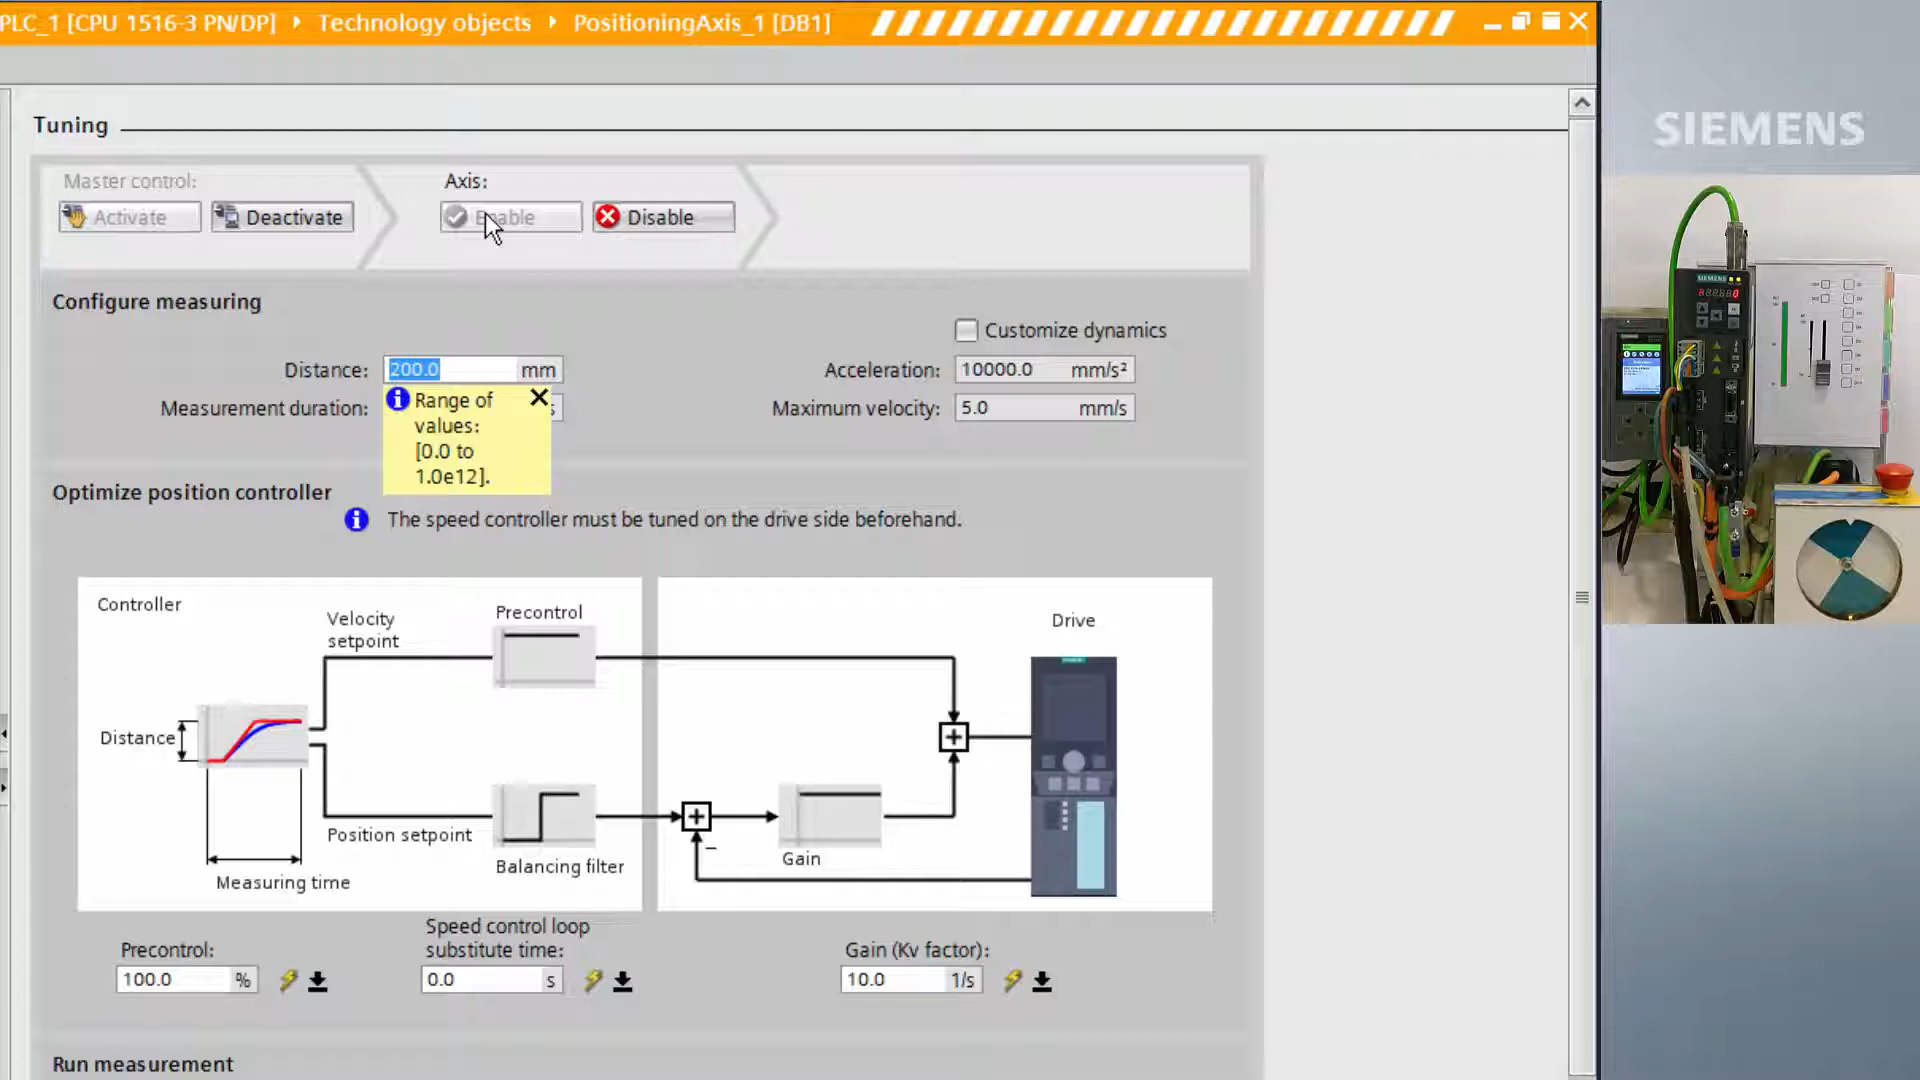 PLC_1 [CPU 1516-3 PN/DP] ▸ Technology objects ▸ PositioningAxis_1 [DB1]
SIEMENS
Tuning
Master control:
Axis:
Activate
Deactivate
Enable
Disable
Configure measuring
Customize dynamics
Distance: 200.0 mm
Acceleration: 10000.0 mm/s²
Measurement duration: s
Maximum velocity: 5.0 mm/s
Range of
values:
[0.0 to
1.0e12].
Optimize position controller
The speed controller must be tuned on the drive side beforehand.
Controller
Velocity
setpoint
Precontrol
Drive
Distance
Position setpoint
Balancing filter
Gain
Measuring time
Precontrol:
100.0 %
Speed control loop
substitute time:
0.0 s
Gain (Kv factor):
10.0 1/s
Run measurement
SIEMENS